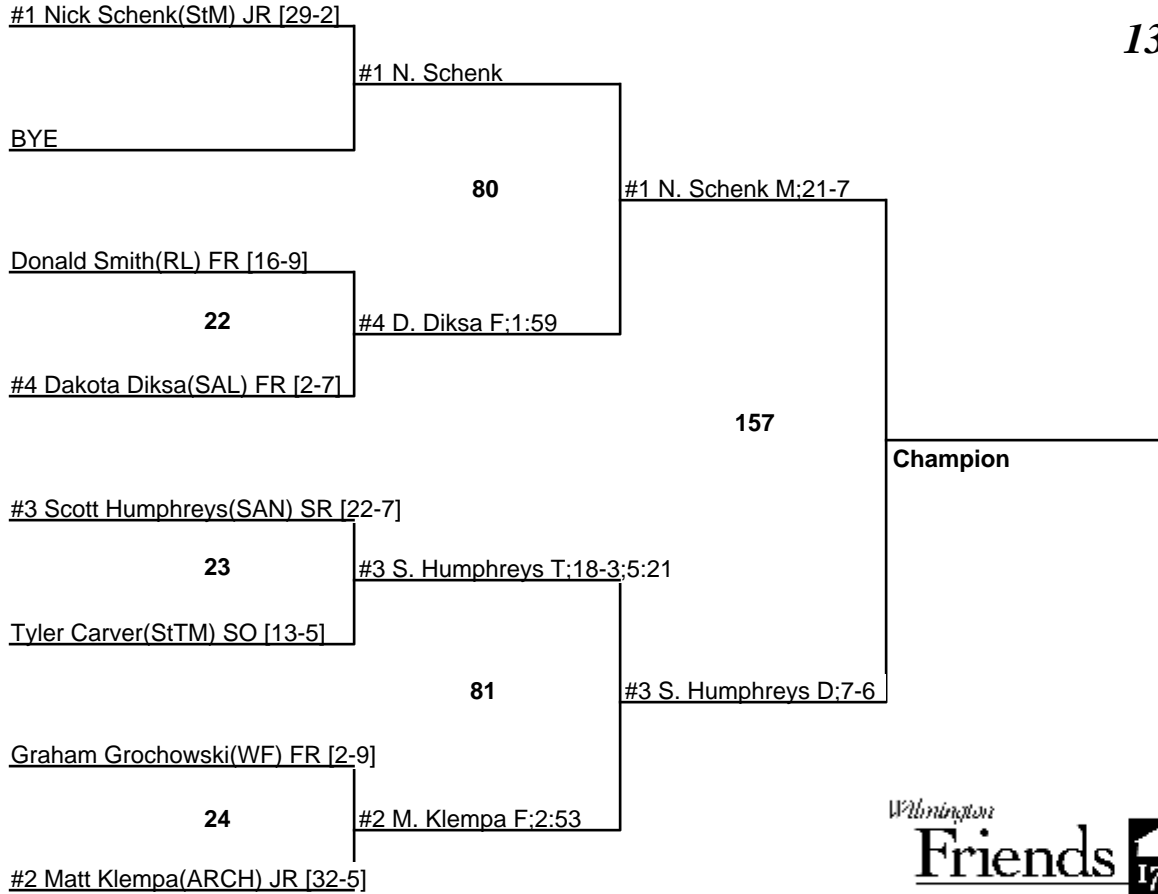 #1 Nick Schenk(StM) JR [29-2]
13
#1 N. Schenk
BYE
80
#1 N. Schenk M;21-7
Donald Smith(RL) FR [16-9]
22
#4 D. Diksa F;1:59
#4 Dakota Diksa(SAL) FR [2-7]
157
Champion
#3 Scott Humphreys(SAN) SR [22-7]
23
#3 S. Humphreys T;18-3;5:21
Tyler Carver(StTM) SO [13-5]
81
#3 S. Humphreys D;7-6
Graham Grochowski(WF) FR [2-9]
24
#2 M. Klempa F;2:53
#2 Matt Klempa(ARCH) JR [32-5]
Wilmington
Friends
17